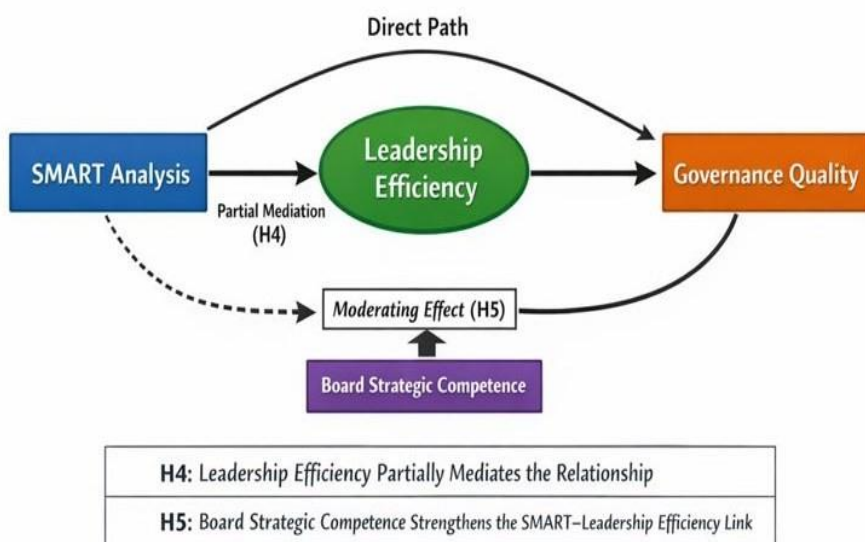 Direct Path
SMART Analysis
Leadership
Efficiency
Governance Quality
Partial Mediation
(H4)
Moderating Effect (H5)
Board Strategic Competence
H4: Leadership Efficiency Partially Mediates the Relationship
H5: Board Strategic Competence Strengthens the SMART–Leadership Efficiency Link